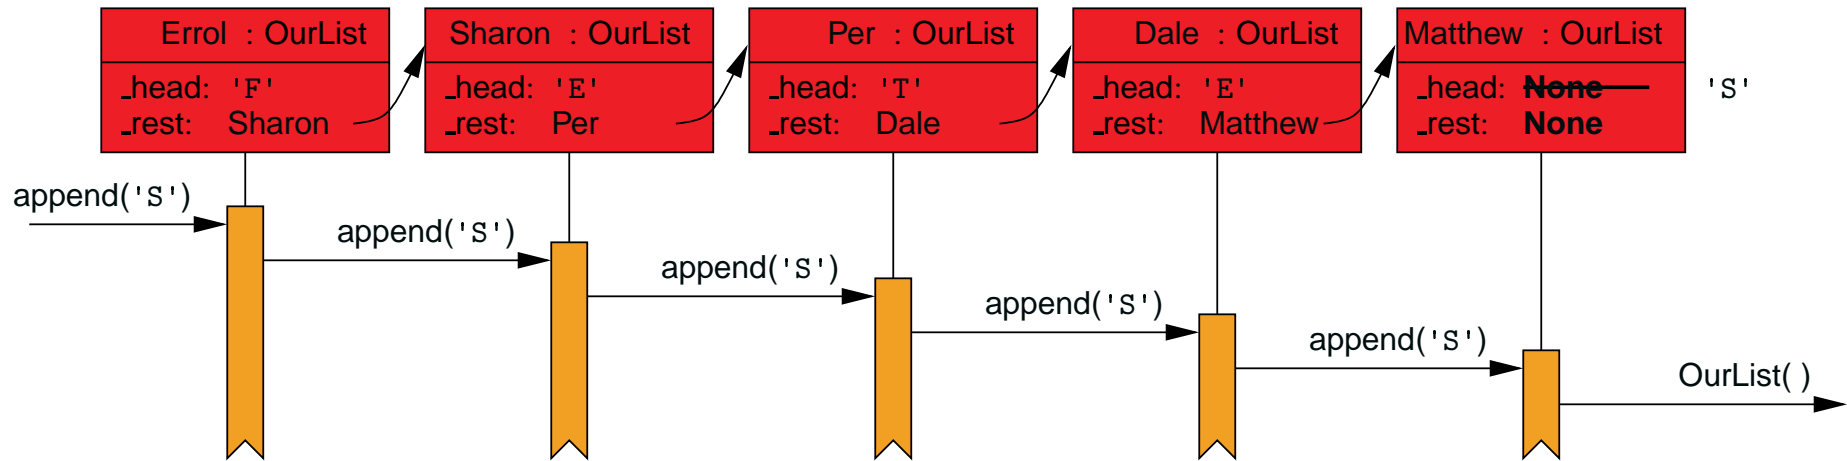 Errol : OurList
_head: 'F'
_rest: Sharon
Sharon : OurList
_head: 'E'
_rest: Per
Per : OurList
_head: 'T'
_rest: Dale
Dale : OurList
_head: 'E'
_rest: Matthew
Matthew : OurList
_head: None 'S'
_rest: None
append('S')
append('S')
append('S')
append('S')
append('S')
OurList( )